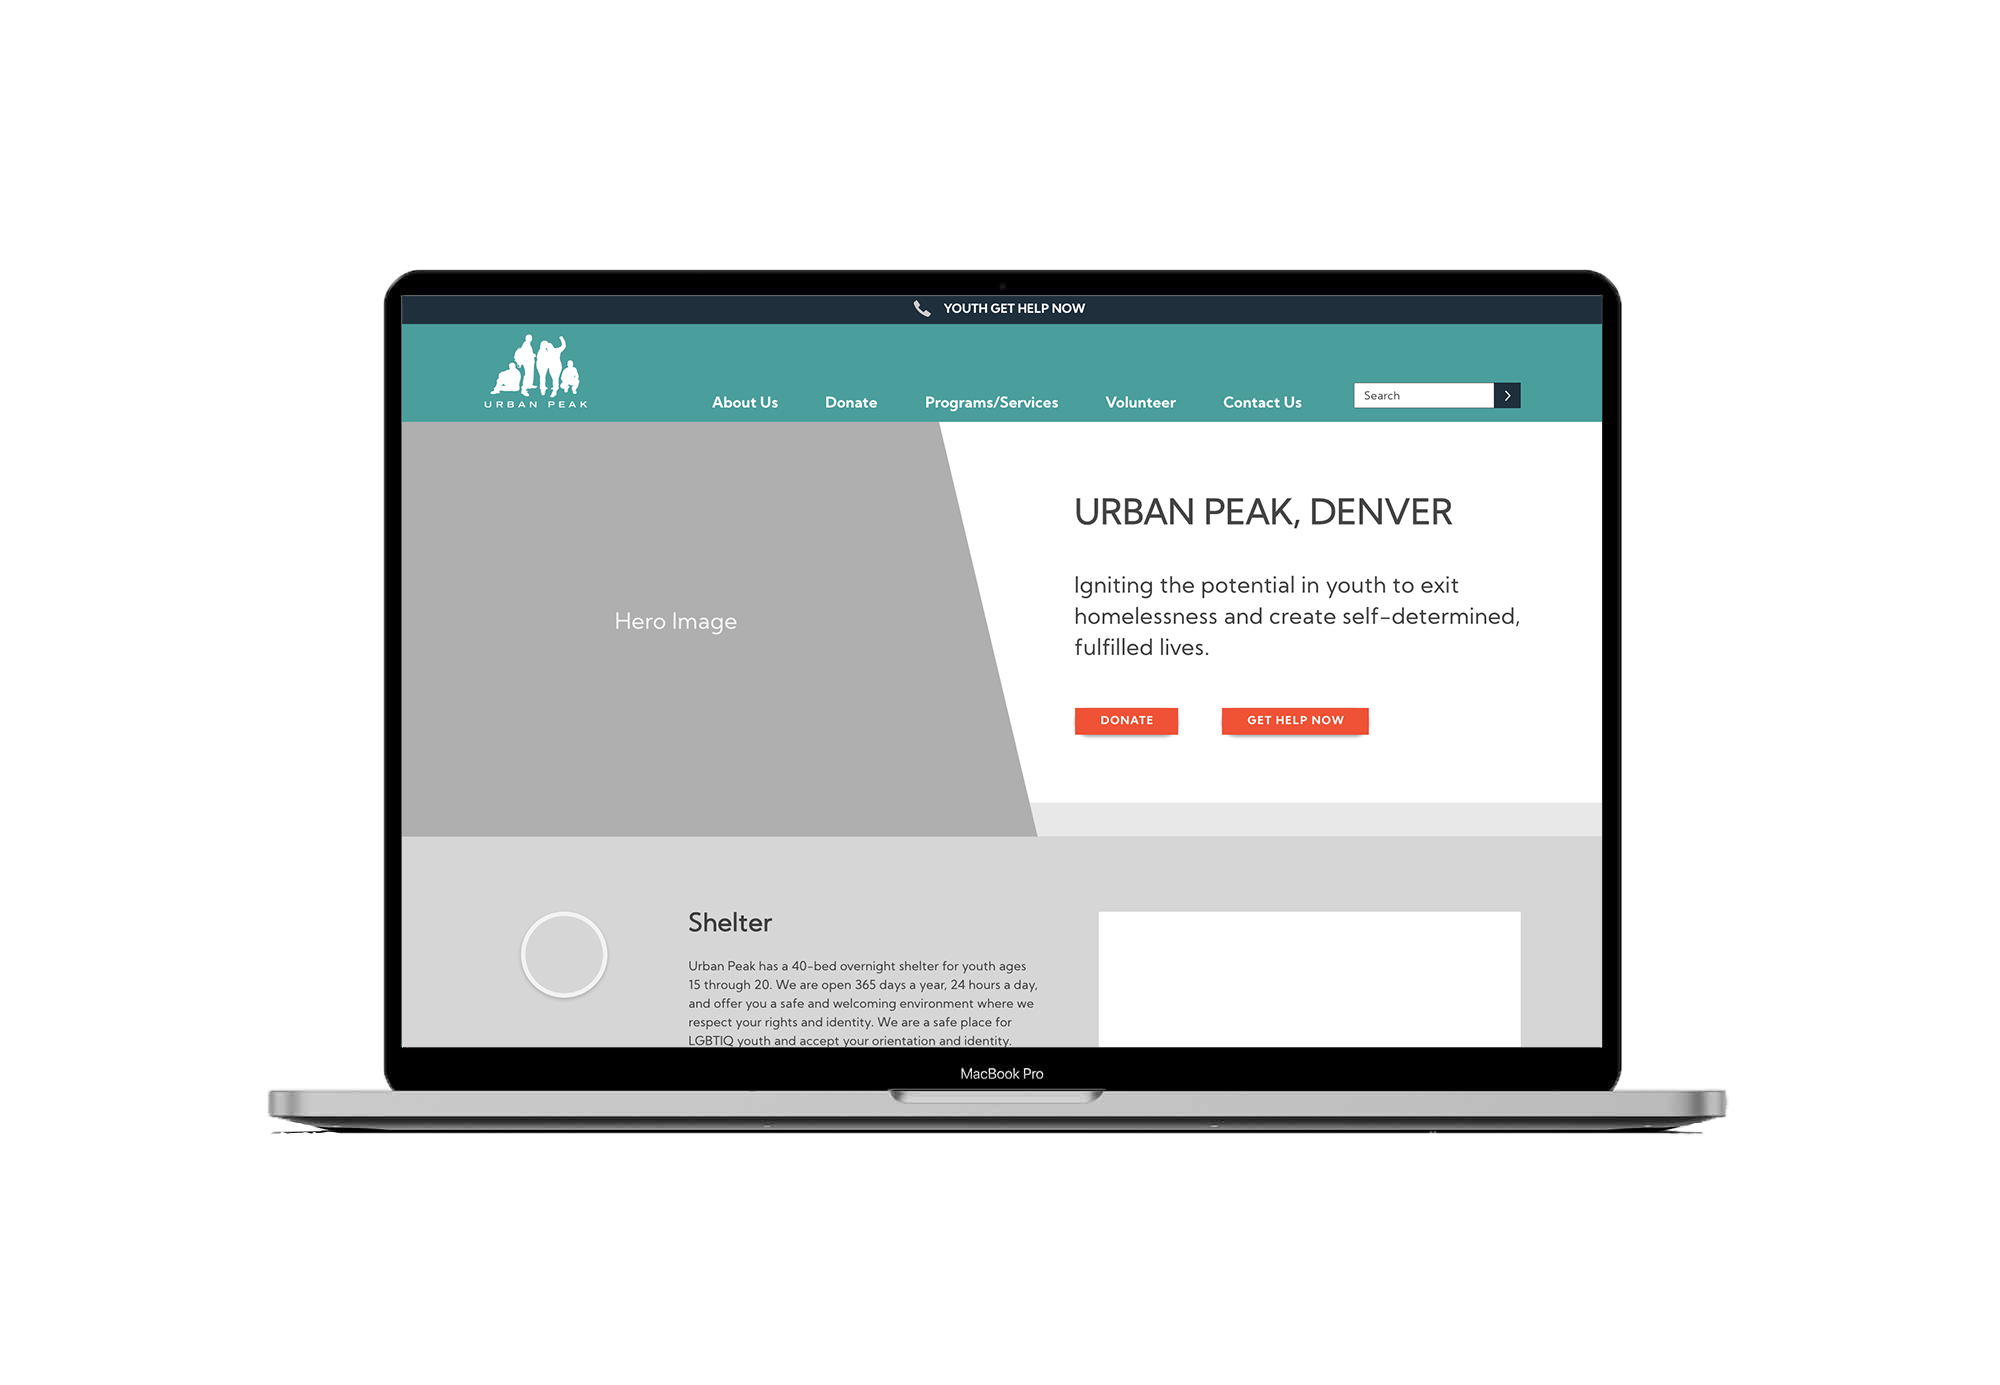 YOUTH GET HELP NOW
URBAN PEAK
About Us
Donate
Programs/Services
Volunteer
Contact Us
Search
Hero Image
URBAN PEAK, DENVER
Igniting the potential in youth to exit
homelessness and create self-determined,
fulfilled lives.
DONATE
GET HELP NOW
Shelter
Urban Peak has a 40-bed overnight shelter for youth ages
15 through 20. We are open 365 days a year, 24 hours a day,
and offer you a safe and welcoming environment where we
respect your rights and identity. We are a safe place for
LGBTIQ youth and accept your orientation and identity.
MacBook Pro